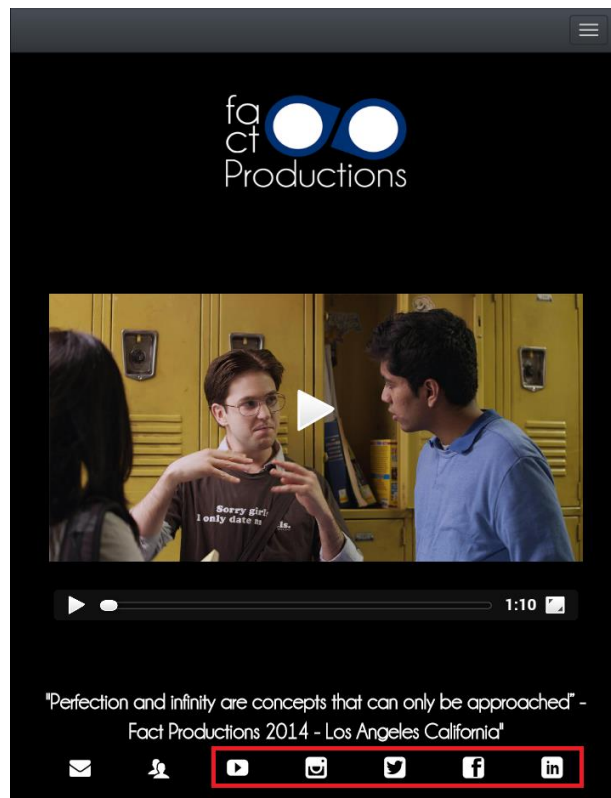 fa
ct
Productions
Sorry girls
I only date
1:10
"Perfection and infinity are concepts that can only be approached" -
Fact Productions 2014 - Los Angeles California"
in